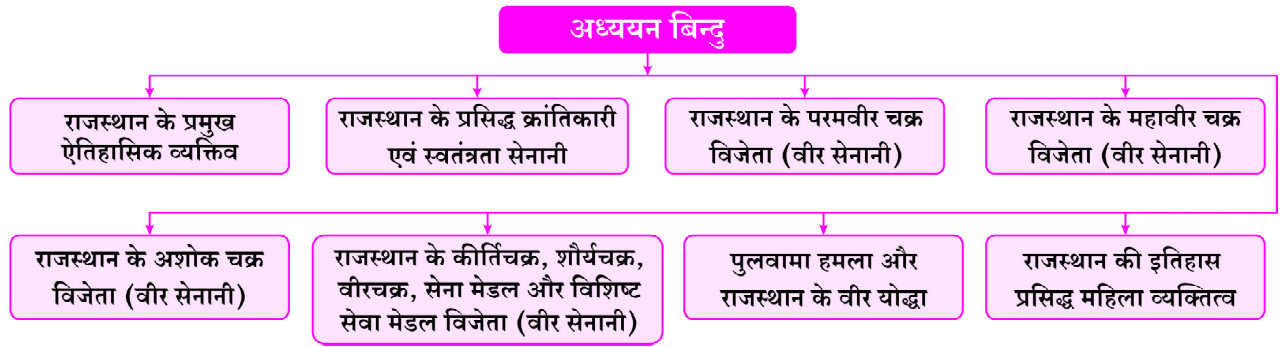 अध्ययन बिन्दु
राजस्थान के प्रमुख
ऐतिहासिक व्यक्तिव
राजस्थान के प्रसिद्ध क्रांतिकारी
एवं स्वतंत्रता सेनानी
राजस्थान के परमवीर चक्र
विजेता (वीर सेनानी)
राजस्थान के महावीर चक्र
विजेता (वीर सेनानी)
राजस्थान के अशोक चक्र
विजेता (वीर सेनानी)
राजस्थान के कीर्तिचक्र, शौर्यचक्र,
वीरचक्र, सेना मेडल और विशिष्ट
सेवा मेडल विजेता (वीर सेनानी)
पुलवामा हमला और
राजस्थान के वीर योद्धा
राजस्थान की इतिहास
प्रसिद्ध महिला व्यक्तित्व